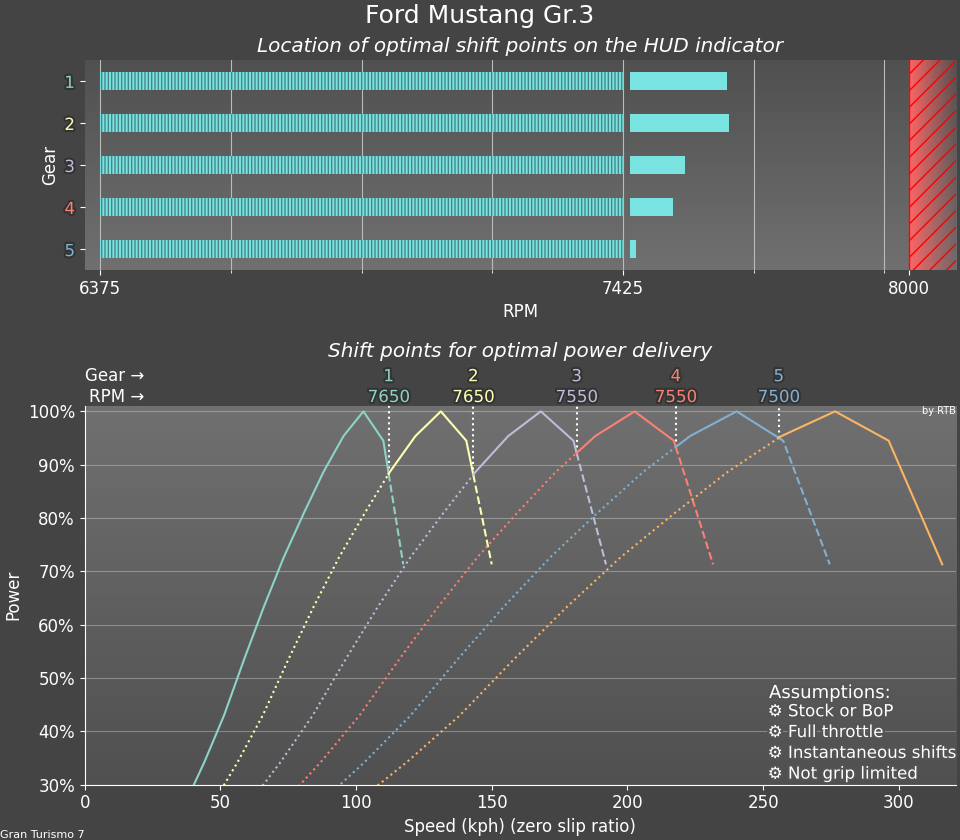 Ford Mustang Gr.3
Location of optimal shift points on the HUD indicator
Gear
1
2
3
4
5
6375 7425 8000
RPM
Shift points for optimal power delivery
Gear → 1 2 3 4 5
RPM → 7650 7650 7550 7550 7500
by RTB
Power
100%
90%
80%
70%
60%
50%
40%
30%
Assumptions:
⚙ Stock or BoP
⚙ Full throttle
⚙ Instantaneous shifts
⚙ Not grip limited
0 50 100 150 200 250 300
Speed (kph) (zero slip ratio)
Gran Turismo 7